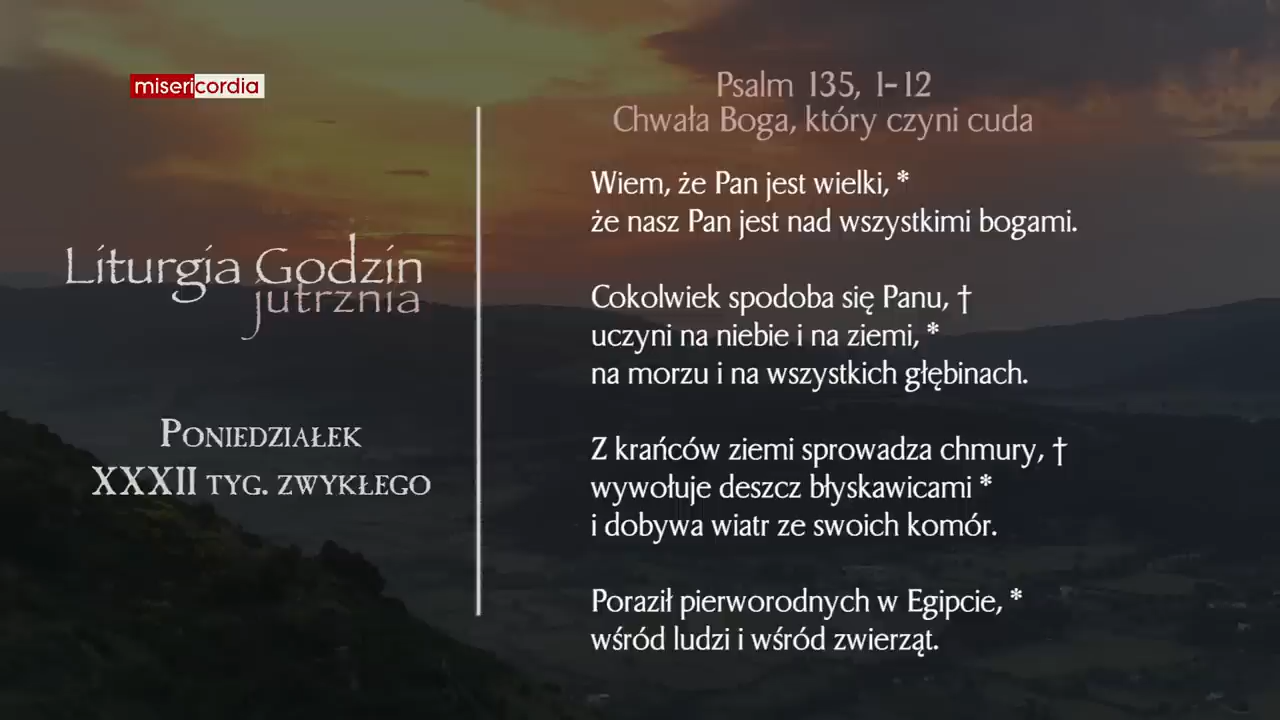 misericordia
Liturgia Godzin
jutrznia
Poniedziałek
XXXII tyg. zwykłego
Psalm 135, 1-12
Chwała Boga, który czyni cuda
Wiem, że Pan jest wielki, *
że nasz Pan jest nad wszystkimi bogami.
Cokolwiek spodoba się Panu, †
uczyni na niebie i na ziemi, *
na morzu i na wszystkich głębinach.
Z krańców ziemi sprowadza chmury, †
wywołuje deszcz błyskawicami *
i dobywa wiatr ze swoich komór.
Poraził pierworodnych w Egipcie, *
wśród ludzi i wśród zwierząt.